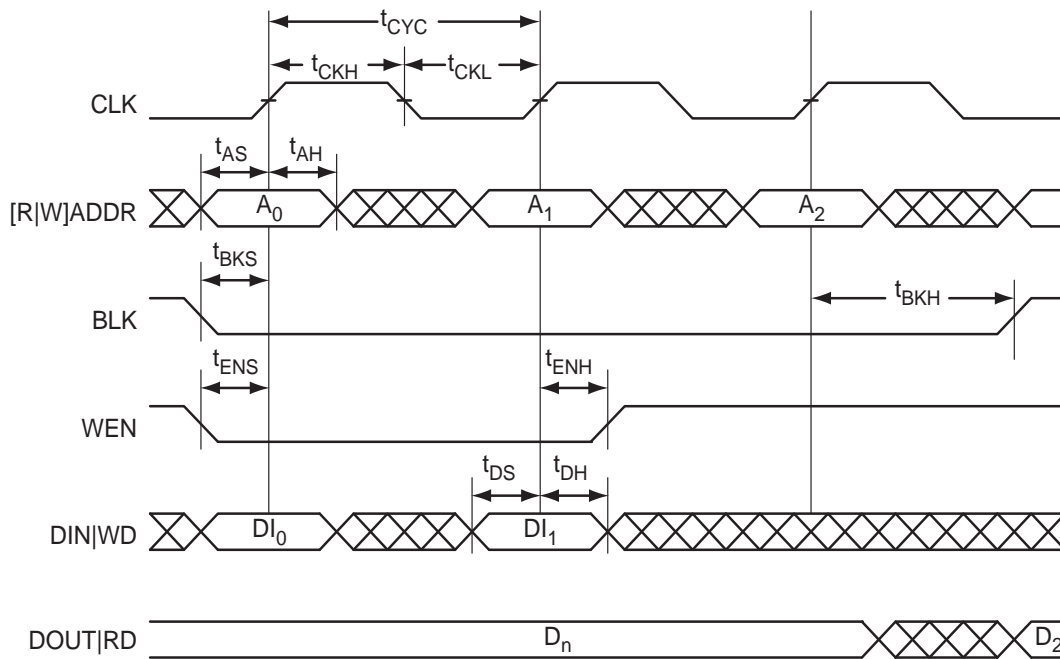 tCYC
tCKH tCKL
CLK
tAS tAH
[R|W]ADDR A0 A1 A2
tBKS tBKH
BLK
tENS tENH
WEN
tDS tDH
DIN|WD DI0 DI1
DOUT|RD Dn D2